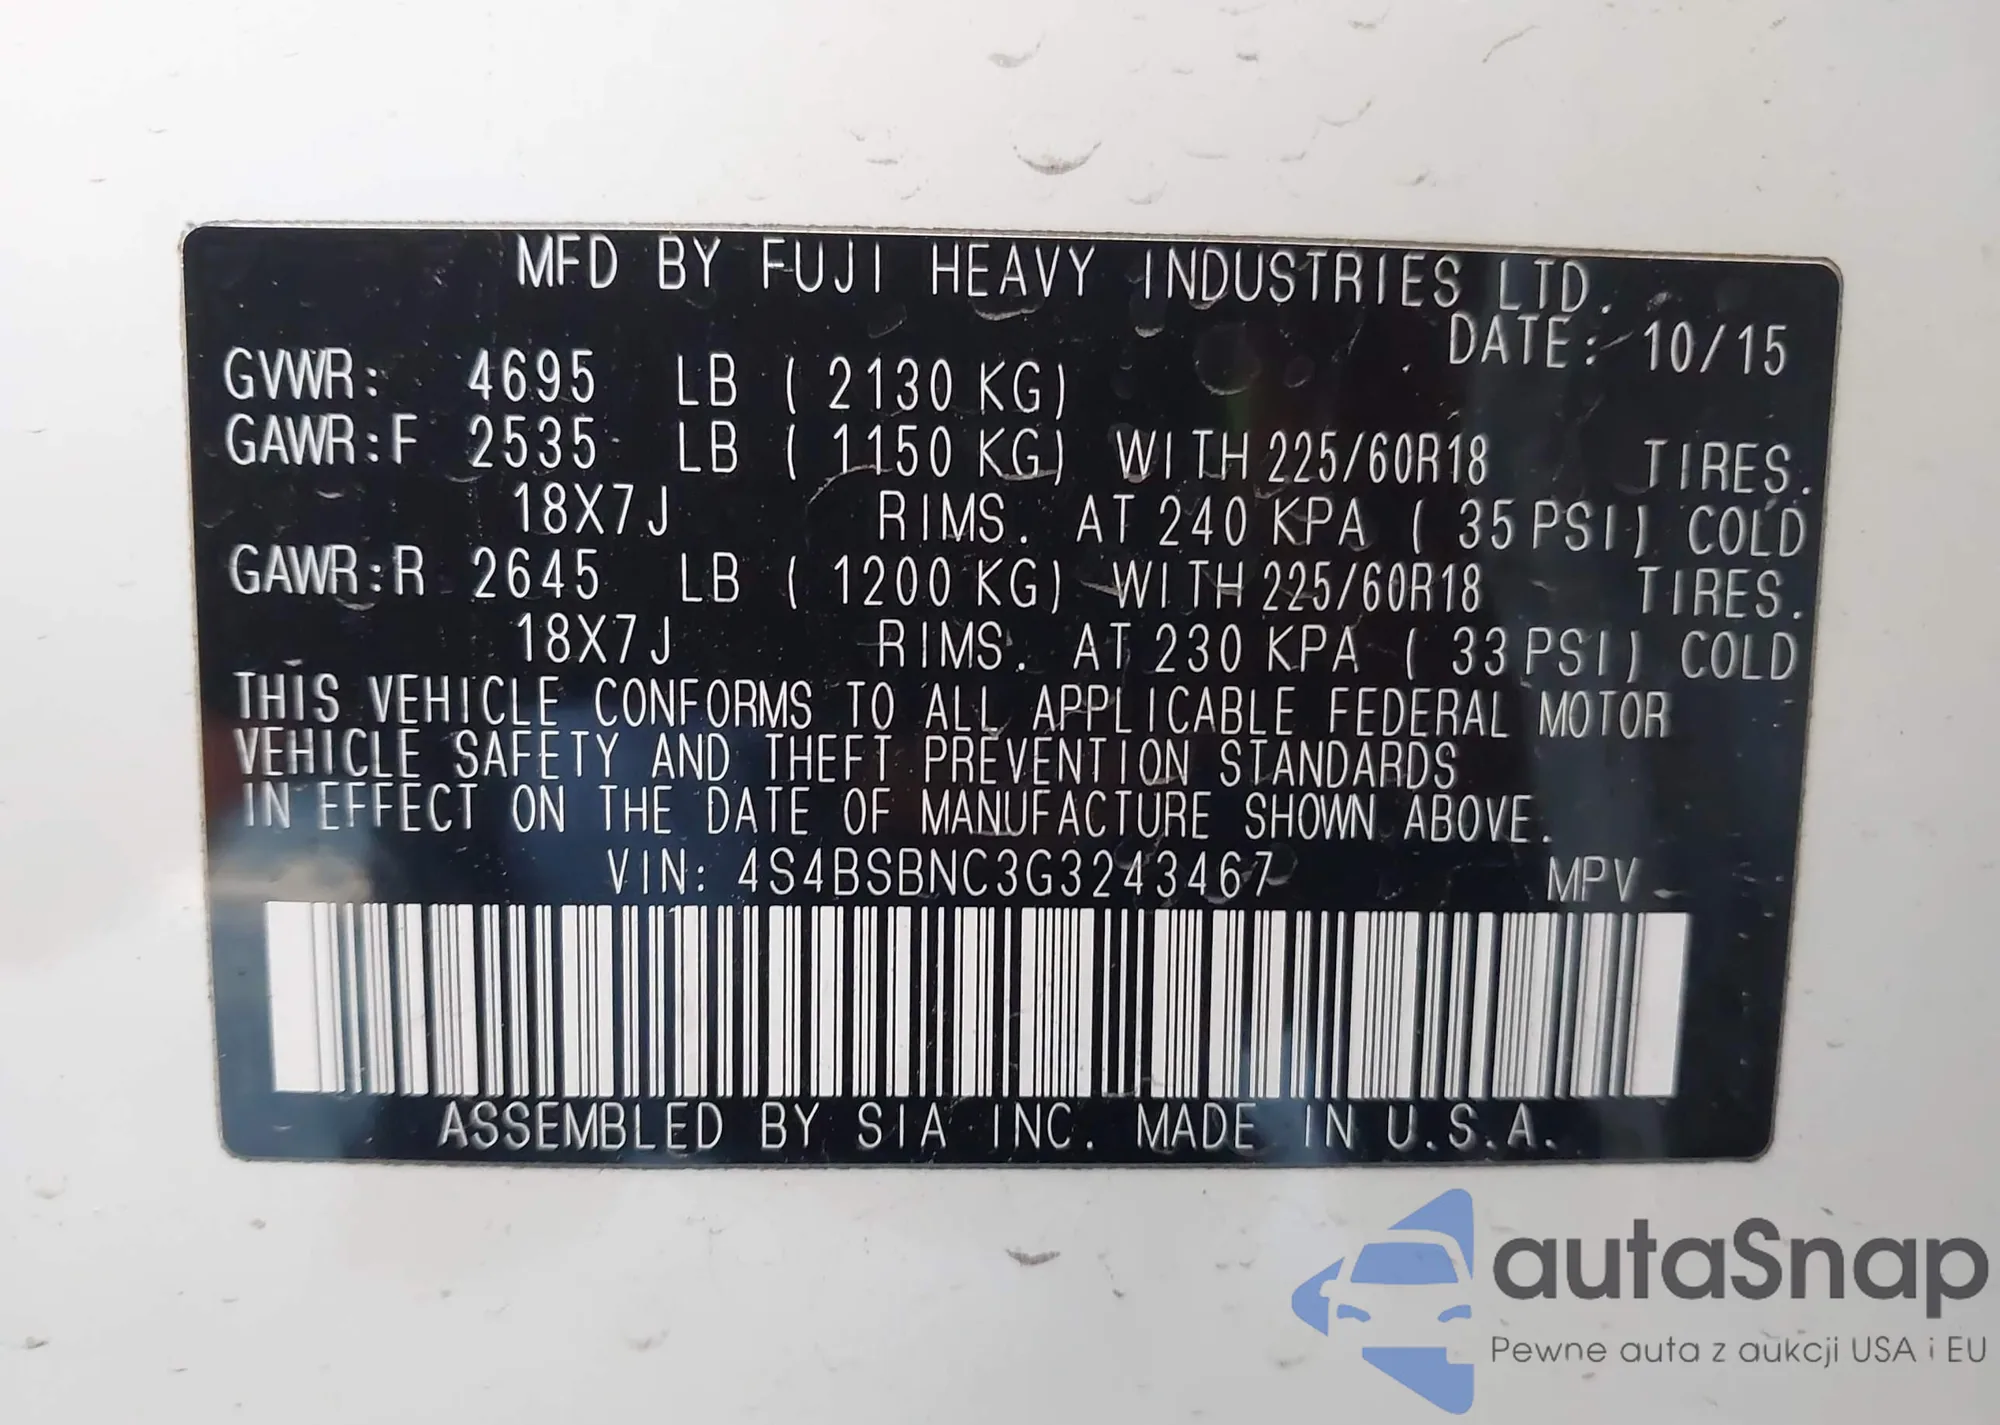 MFD BY FUJI HEAVY INDUSTRIES LTD.
DATE: 10/15
GVWR: 4695 LB ( 2130 KG)
GAWR:F 2535 LB ( 1150 KG) WITH 225/60R18 TIRES.
18X7J RIMS. AT 240 KPA ( 35 PSI) COLD
GAWR:R 2645 LB ( 1200 KG) WITH 225/60R18 TIRES.
18X7J RIMS. AT 230 KPA ( 33 PSI) COLD
THIS VEHICLE CONFORMS TO ALL APPLICABLE FEDERAL MOTOR
VEHICLE SAFETY AND THEFT PREVENTION STANDARDS
IN EFFECT ON THE DATE OF MANUFACTURE SHOWN ABOVE.
VIN: 4S4BSBNC3G3243467 MPV
ASSEMBLED BY SIA INC. MADE IN U.S.A.
autaSnap
Pewne auta z aukcji USA i EU